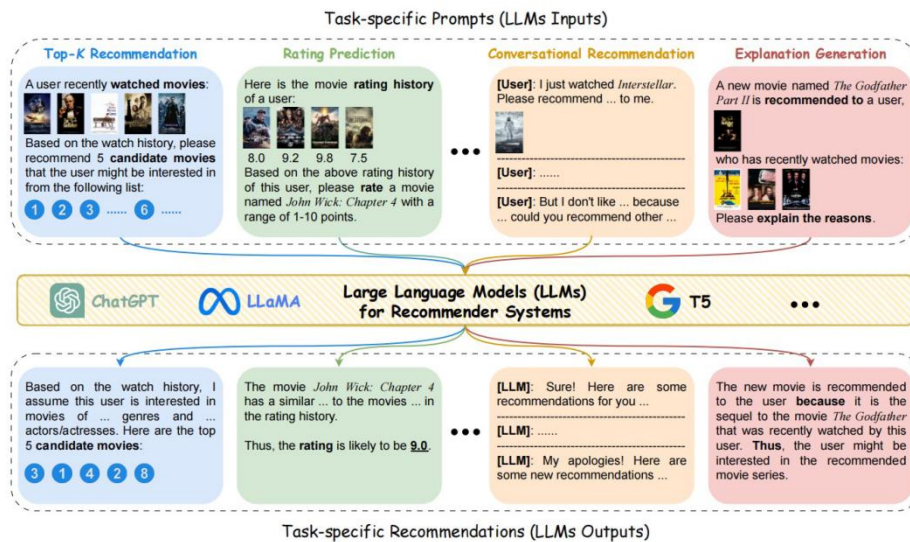 Task-specific Prompts (LLMs Inputs)
Top-K Recommendation
A user recently watched movies:
Based on the watch history, please
recommend 5 candidate movies
that the user might be interested in
from the following list:
1 2 3 ...... 6 ......
Rating Prediction
Here is the movie rating history
of a user:
8.0 9.2 9.8 7.5
Based on the above rating history
of this user, please rate a movie
named John Wick: Chapter 4 with a
range of 1-10 points.
•••
Conversational Recommendation
[User]: I just watched Interstellar.
Please recommend ... to me.
[User]: ......
[User]: But I don't like ... because
... could you recommend other ...
Explanation Generation
A new movie named The Godfather
Part II is recommended to a user,
who has recently watched movies:
Please explain the reasons.
ChatGPT
LLaMA
Large Language Models (LLMs)
for Recommender Systems
T5
•••
Based on the watch history, I
assume this user is interested in
movies of ... genres and ...
actors/actresses. Here are the top
5 candidate movies:
3 1 4 2 8
The movie John Wick: Chapter 4
has a similar ... to the movies ... in
the rating history.
Thus, the rating is likely to be 9.0.
•••
[LLM]: Sure! Here are some
recommendations for you ...
[LLM]: ......
[LLM]: My apologies! Here are
some new recommendations ...
The new movie is recommended
to the user because it is the
sequel to the movie The Godfather
that was recently watched by this
user. Thus, the user might be
interested in the recommended
movie series.
Task-specific Recommendations (LLMs Outputs)